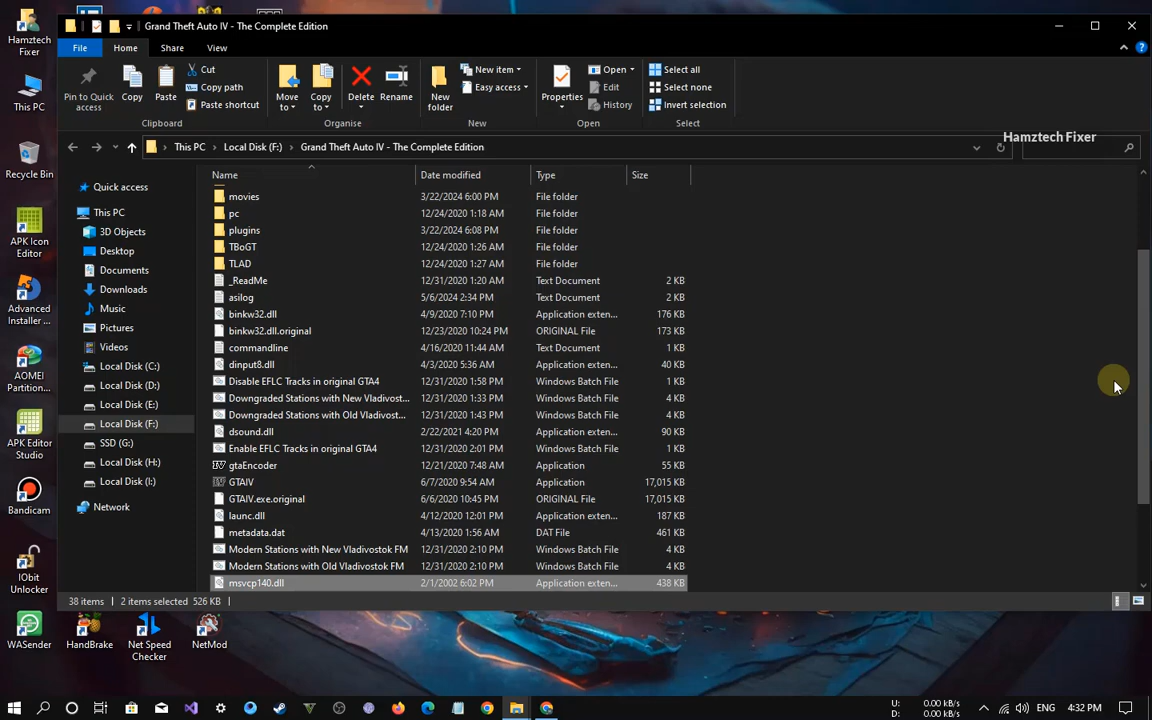 Hamztech
Fixer
This PC
Recycle Bin
APK Icon
Editor
Advanced
Installer ...
AOMEI
Partition...
APK Editor
Studio
Bandicam
IObit
Unlocker
WASender
HandBrake
Net Speed
Checker
NetMod
Grand Theft Auto IV - The Complete Edition
File
Home
Share
View
Pin to Quick
access
Copy
Paste
Cut
Copy path
Paste shortcut
Clipboard
Move
to
Copy
to
Delete
Rename
Organise
New
folder
New item
Easy access
New
Properties
Open
Edit
History
Open
Select all
Select none
Invert selection
Select
Hamztech Fixer
This PC
Local Disk (F:)
Grand Theft Auto IV - The Complete Edition
Quick access
This PC
3D Objects
Desktop
Documents
Downloads
Music
Pictures
Videos
Local Disk (C:)
Local Disk (D:)
Local Disk (E:)
Local Disk (F:)
SSD (G:)
Local Disk (H:)
Local Disk (I:)
Network
Name Date modified Type Size
movies 3/22/2024 6:00 PM File folder
pc 12/24/2020 1:18 AM File folder
plugins 3/22/2024 6:08 PM File folder
TBoGT 12/24/2020 1:26 AM File folder
TLAD 12/24/2020 1:27 AM File folder
_ReadMe 12/31/2020 1:20 AM Text Document 2 KB
asilog 5/6/2024 2:34 PM Text Document 2 KB
binkw32.dll 4/9/2020 7:10 PM Application exten... 176 KB
binkw32.dll.original 12/23/2020 10:24 PM ORIGINAL File 173 KB
commandline 4/16/2020 11:44 AM Text Document 1 KB
dinput8.dll 4/3/2020 5:36 AM Application exten... 40 KB
Disable EFLC Tracks in original GTA4 12/31/2020 1:58 PM Windows Batch File 1 KB
Downgraded Stations with New Vladivost... 12/31/2020 1:33 PM Windows Batch File 4 KB
Downgraded Stations with Old Vladivost... 12/31/2020 1:43 PM Windows Batch File 4 KB
dsound.dll 2/22/2021 4:20 PM Application exten... 90 KB
Enable EFLC Tracks in original GTA4 12/31/2020 2:01 PM Windows Batch File 1 KB
gtaEncoder 12/21/2020 7:48 AM Application 55 KB
GTAIV 6/7/2020 9:54 AM Application 17,015 KB
GTAIV.exe.original 6/6/2020 10:45 PM ORIGINAL File 17,015 KB
launc.dll 4/12/2020 12:01 PM Application exten... 187 KB
metadata.dat 4/13/2020 1:56 AM DAT File 461 KB
Modern Stations with New Vladivostok FM 12/31/2020 2:10 PM Windows Batch File 4 KB
Modern Stations with Old Vladivostok FM 12/31/2020 2:10 PM Windows Batch File 4 KB
msvcp140.dll 2/1/2002 6:02 PM Application exten... 438 KB
38 items 2 items selected 526 KB
U: 0.00 kB/s
D: 0.00 kB/s
ENG
4:32 PM